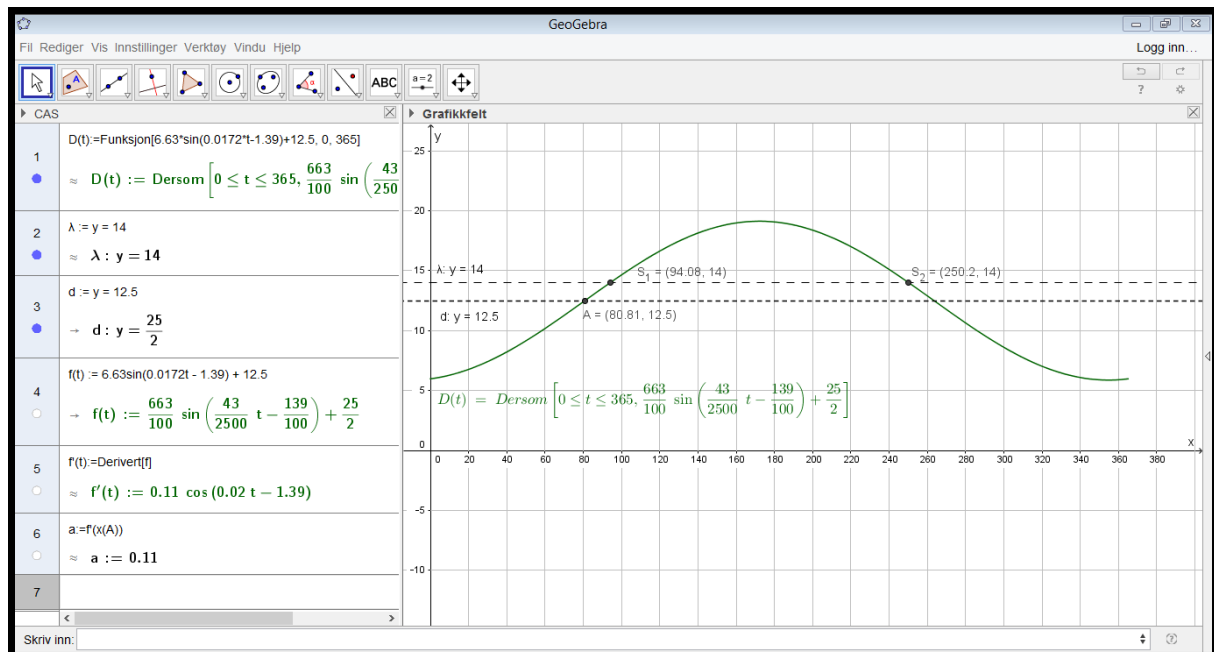 GeoGebra
Fil Rediger Vis Innstillinger Verktøy Vindu Hjelp Logg inn...
ABC a=2
CAS
Grafikkfelt
1
D(t):=Funksjon[6.63*sin(0.0172*t-1.39)+12.5, 0, 365]
≈ D(t) := Dersom [0 ≤ t ≤ 365, 663/100 sin (43/250
2
λ := y = 14
≈ λ : y = 14
3
d := y = 12.5
→ d : y = 25/2
4
f(t) := 6.63sin(0.0172t - 1.39) + 12.5
→ f(t) := 663/100 sin (43/2500 t − 139/100) + 25/2
5
f'(t):=Derivert[f]
≈ f′(t) := 0.11 cos (0.02 t − 1.39)
6
a:=f'(x(A))
≈ a := 0.11
7
y
25
20
15
λ: y = 14
S1 = (94.08, 14)
S2 = (250.2, 14)
d: y = 12.5
A = (80.81, 12.5)
10
5
D(t) = Dersom [0 ≤ t ≤ 365, 663/100 sin (43/2500 t − 139/100) + 25/2]
0
x
0 20 40 60 80 100 120 140 160 180 200 220 240 260 280 300 320 340 360 380
-5
-10
Skriv inn: